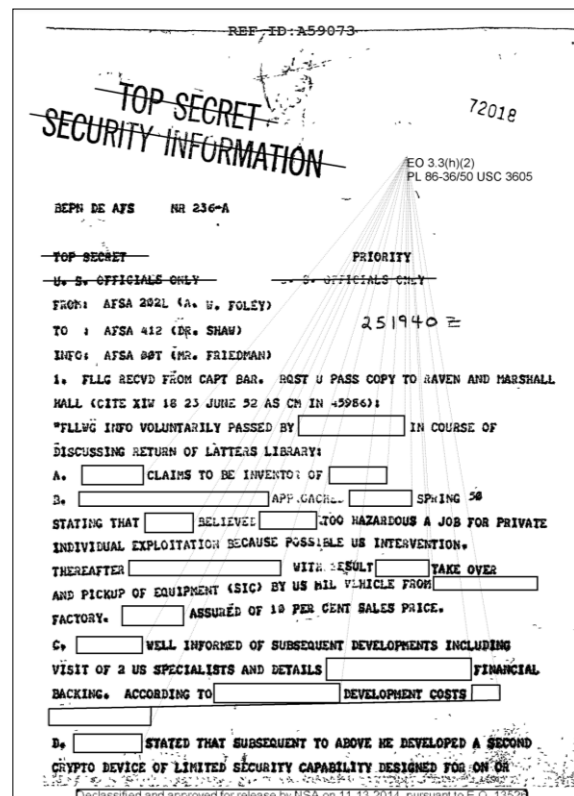 REF ID:A59073
TOP SECRET
SECURITY INFORMATION
72018
EO 3.3(h)(2)
PL 86-36/50 USC 3605
BEPN DE AFS NR 236-A
TOP SECRET PRIORITY
U. S. OFFICIALS ONLY U. S. OFFICIALS ONLY
FROM: AFSA 202L (A. W. FOLEY)
251940 Z
TO : AFSA 412 (DR. SHAW)
INFO: AFSA 00T (MR. FRIEDMAN)
1. FLLG RECVD FROM CAPT BAR. RQST U PASS COPY TO RAVEN AND MARSHALL
HALL (CITE XIW 18 23 JUNE 52 AS CM IN 45986):
"FLLWG INFO VOLUNTARILY PASSED BY IN COURSE OF
DISCUSSING RETURN OF LATTERS LIBRARY:
A. CLAIMS TO BE INVENTOR OF
B. SPRING 50
STATING THAT BELIEVED TOO HAZARDOUS A JOB FOR PRIVATE
INDIVIDUAL EXPLOITATION BECAUSE POSSIBLE US INTERVENTION.
THEREAFTER WITH RESULT TAKE OVER
AND PICKUP OF EQUIPMENT (SIC) BY US MIL VEHICLE FROM
FACTORY. ASSURED OF 10 PER CENT SALES PRICE.
C. WELL INFORMED OF SUBSEQUENT DEVELOPMENTS INCLUDING
VISIT OF 2 US SPECIALISTS AND DETAILS FINANCIAL
BACKING. ACCORDING TO DEVELOPMENT COSTS
D. STATED THAT SUBSEQUENT TO ABOVE HE DEVELOPED A SECOND
CRYPTO DEVICE OF LIMITED SECURITY CAPABILITY DESIGNED FOR ON OR
Declassified and approved for release by NSA on 11-13-2014 pursuant to E.O. 13526